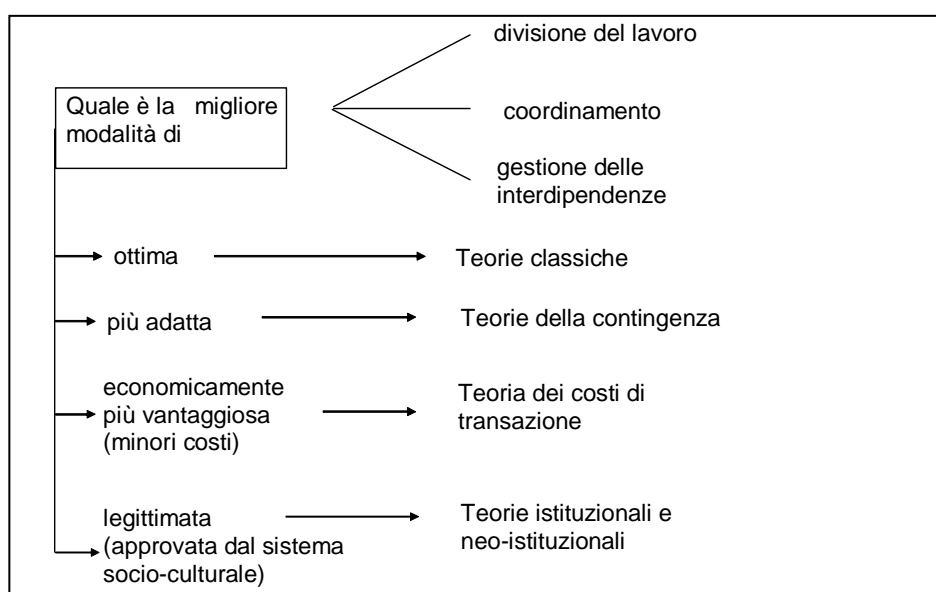 divisione del lavoro
Quale è la migliore
modalità di
coordinamento
gestione delle
interdipendenze
ottima
Teorie classiche
più adatta
Teorie della contingenza
economicamente
più vantaggiosa
(minori costi)
Teoria dei costi di
transazione
legittimata
(approvata dal sistema
socio-culturale)
Teorie istituzionali e
neo-istituzionali